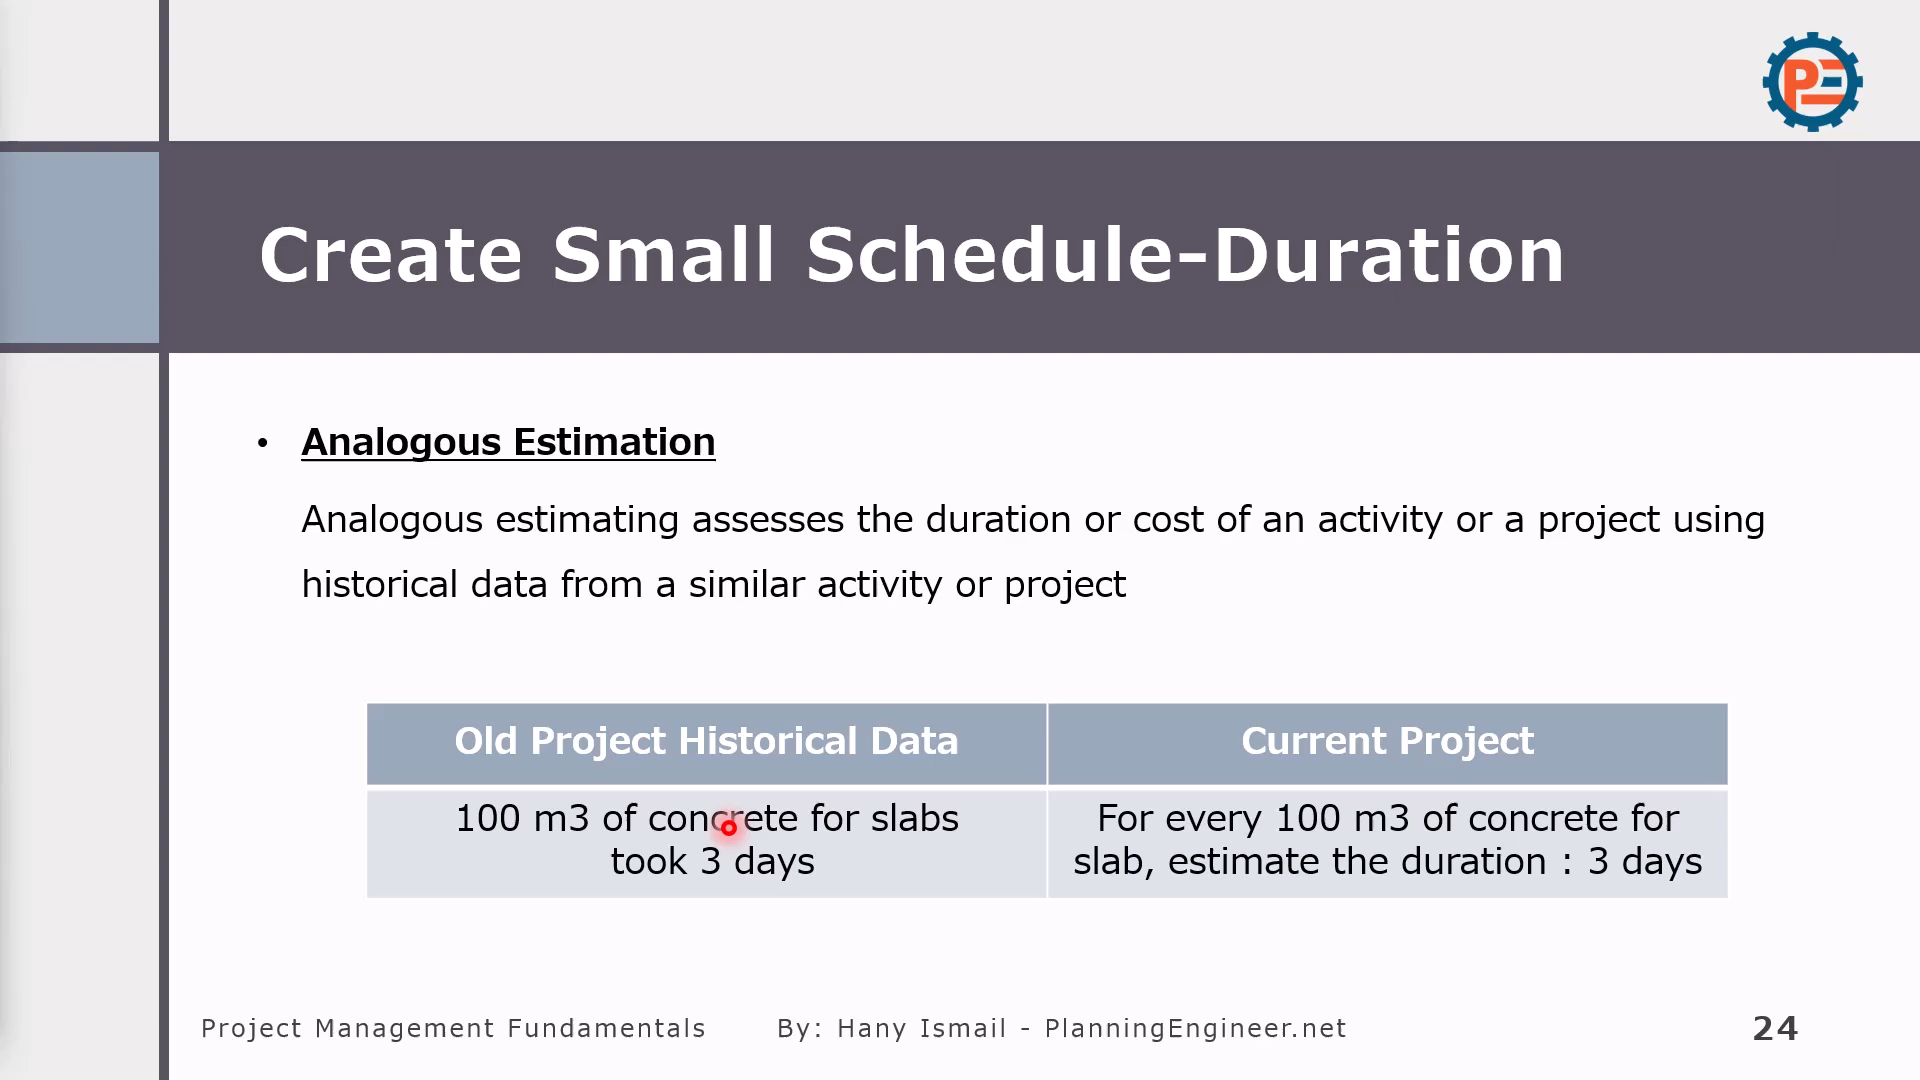 PE
Create Small Schedule-Duration
• Analogous Estimation
Analogous estimating assesses the duration or cost of an activity or a project using
historical data from a similar activity or project
Old Project Historical Data
Current Project
100 m3 of concrete for slabs
took 3 days
For every 100 m3 of concrete for
slab, estimate the duration : 3 days
Project Management Fundamentals By: Hany Ismail - PlanningEngineer.net 24